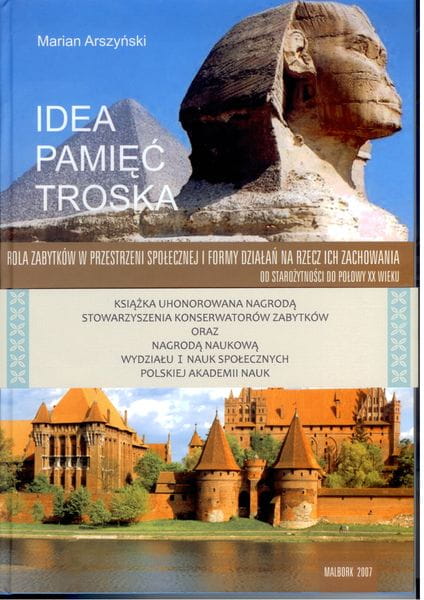 Marian Arszyński
IDEA
PAMIĘĆ
TROSKA
ROLA ZABYTKÓW W PRZESTRZENI SPOŁECZNEJ I FORMY DZIAŁAŃ NA RZECZ ICH ZACHOWANIA
OD STAROŻYTNOŚCI DO POŁOWY XX WIEKU
KSIĄŻKA UHONOROWANA NAGRODĄ
STOWARZYSZENIA KONSERWATORÓW ZABYTKÓW
ORAZ
NAGRODĄ NAUKOWĄ
WYDZIAŁU I NAUK SPOŁECZNYCH
POLSKIEJ AKADEMII NAUK
MALBORK 2007